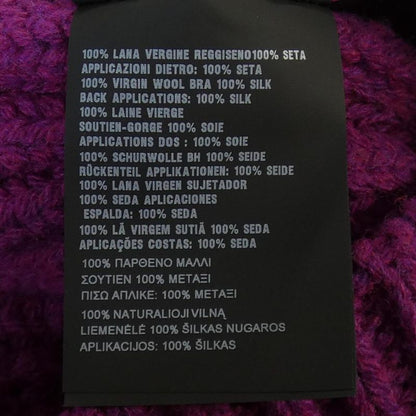 100% LANA VERGINE REGGISENO100% SETA
APPLICAZIONI DIETRO: 100% SETA
100% VIRGIN WOOL BRA 100% SILK
BACK APPLICATIONS: 100% SILK
100% LAINE VIERGE
SOUTIEN-GORGE 100% SOIE
APPLICATIONS DOS : 100% SOIE
100% SCHURWOLLE BH 100% SEIDE
RÜCKENTEIL APPLIKATIONEN: 100% SEIDE
100% LANA VIRGEN SUJETADOR
100% SEDA APLICACIONES
ESPALDA: 100% SEDA
100% LÃ VIRGEM SUTIÃ 100% SEDA
APLICAÇÕES COSTAS: 100% SEDA
100% ΠΑΡΘΕΝΟ ΜΑΛΛΙ
ΣΟΥΤΙΕΝ 100% ΜΕΤΑΞΙ
ΠΙΣΩ ΑΠΛΙΚΕ: 100% ΜΕΤΑΞΙ
100% NATURALIOJI VILNĄ
LIEMENĖLĖ 100% ŠILKAS NUGAROS
APLIKACIJOS: 100% ŠILKAS